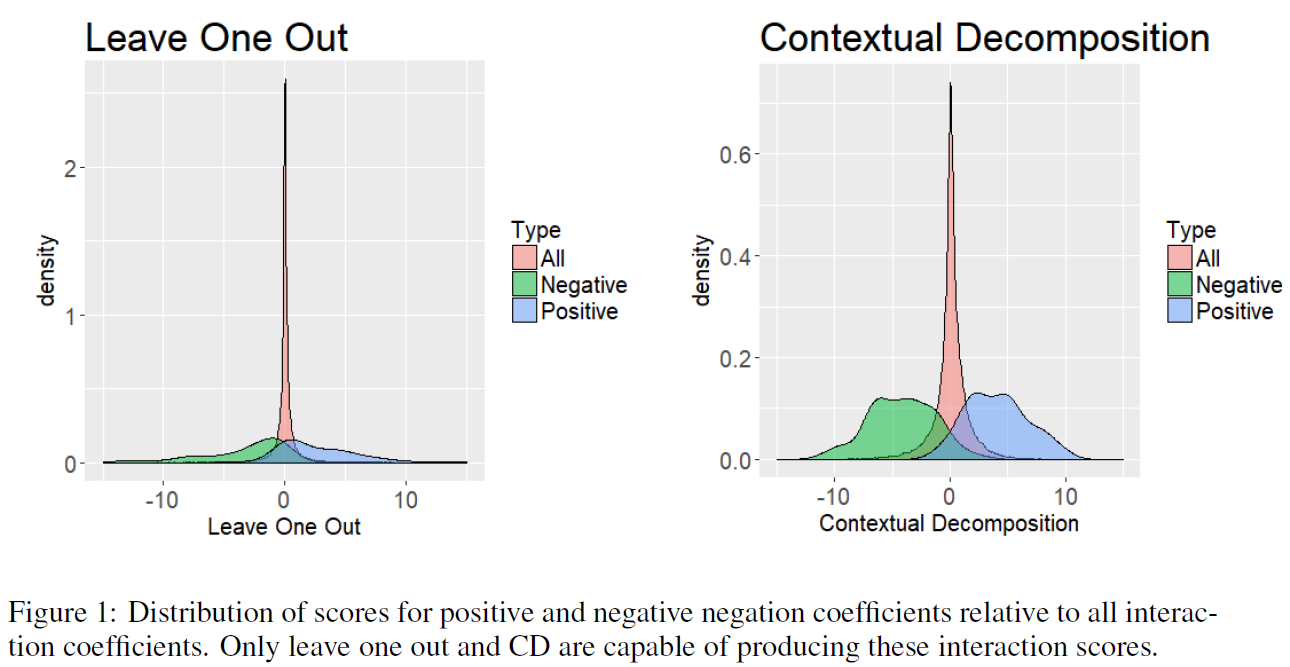 Leave One Out
2
1
0
density
-10
0
10
Leave One Out
Type
All
Negative
Positive
Contextual Decomposition
0.6
0.4
0.2
0.0
density
-10
0
10
Contextual Decomposition
Type
All
Negative
Positive
Figure 1: Distribution of scores for positive and negative negation coefficients relative to all interac-
tion coefficients. Only leave one out and CD are capable of producing these interaction scores.